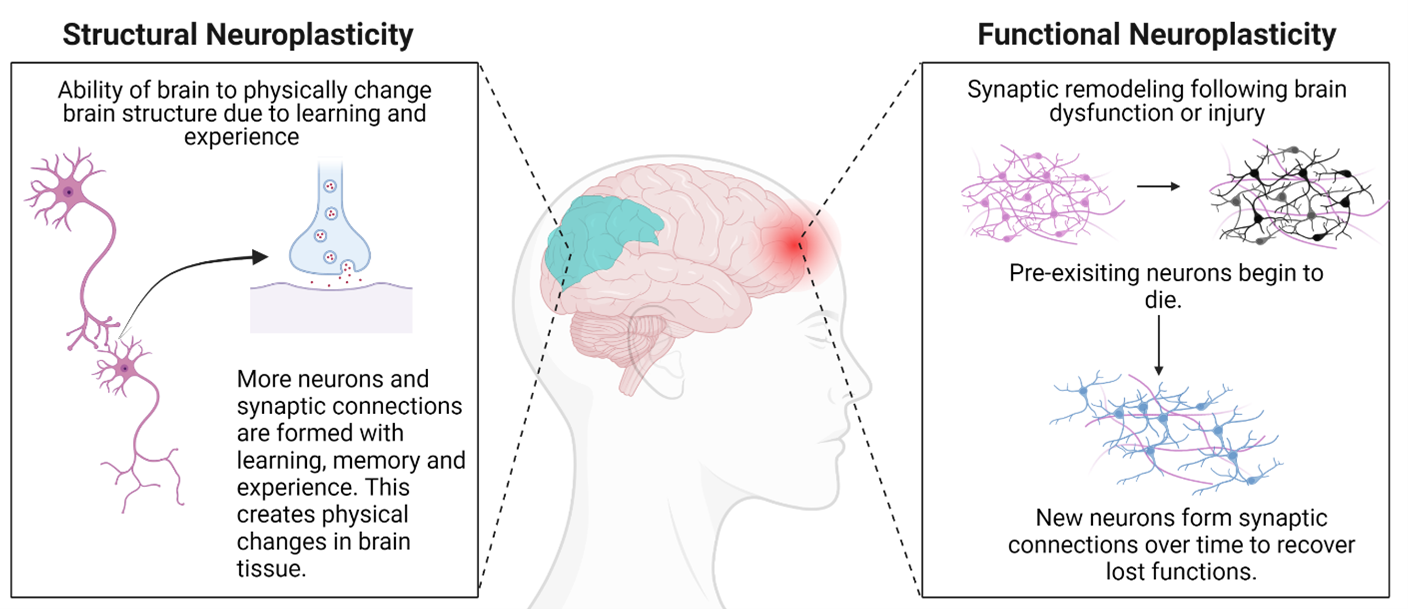 Structural Neuroplasticity
Ability of brain to physically change
brain structure due to learning and
experience
More neurons and
synaptic connections
are formed with
learning, memory and
experience. This
creates physical
changes in brain
tissue.
Functional Neuroplasticity
Synaptic remodeling following brain
dysfunction or injury
Pre-exisiting neurons begin to
die.
New neurons form synaptic
connections over time to recover
lost functions.